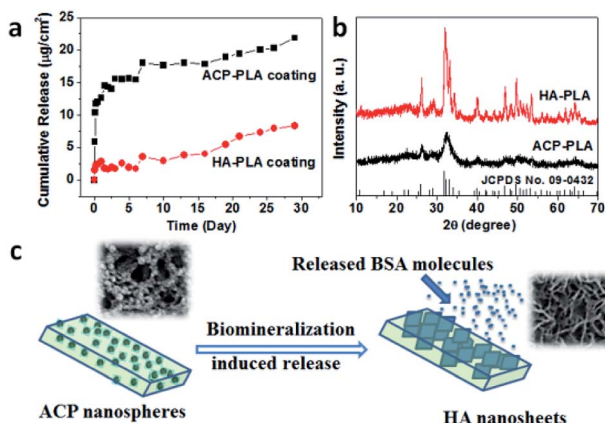 a
Cumulative Release (μg/cm²)
25
20
15
10
5
0
ACP-PLA coating
HA-PLA coating
0 5 10 15 20 25 30
Time (Day)
b
Intensity (a. u.)
HA-PLA
ACP-PLA
JCPDS No. 09-0432
10 20 30 40 50 60 70
2θ (degree)
c
Released BSA molecules
Biomineralization
induced release
ACP nanospheres
HA nanosheets